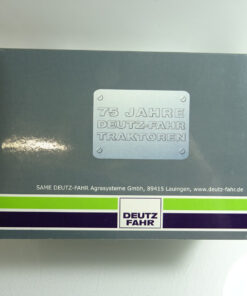 75 JAHRE
DEUTZ-FAHR
TRAKTOREN
SAME DEUTZ-FAHR Agrarsysteme GmbH, 89415 Lauingen, www.deutz-fahr.de
DEUTZ
FAHR